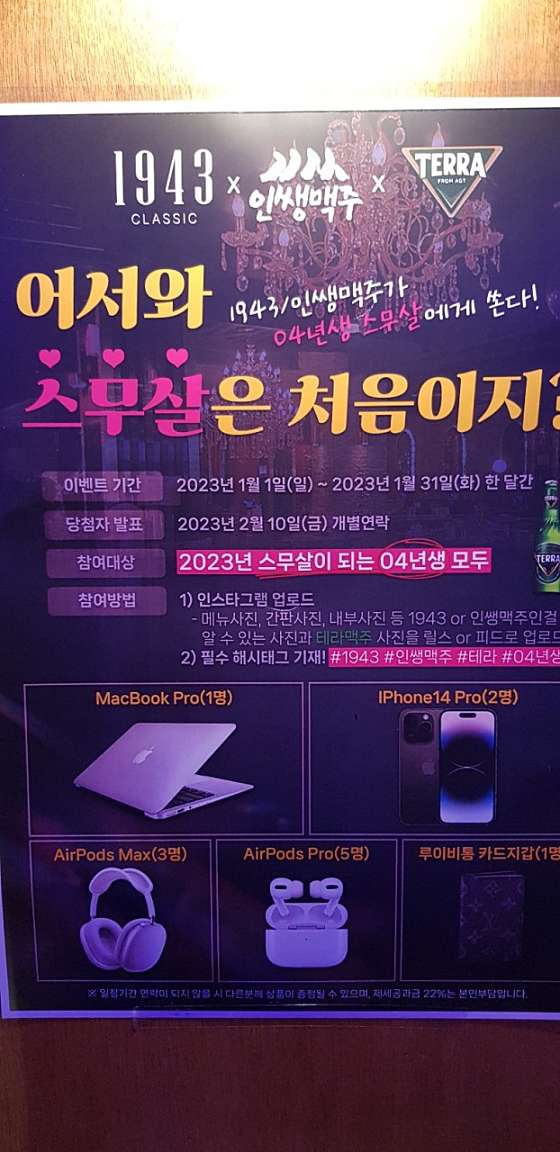 1943 x 인쌩맥주 x TERRA
CLASSIC
FROM AGT
어서와
1943/인쌩맥주가
04년생 스무살에게 쏜다!
스무살은 처음이지?
이벤트 기간 2023년 1월 1일(일) ~ 2023년 1월 31일(화) 한 달간
당첨자 발표 2023년 2월 10일(금) 개별연락
참여대상 2023년 스무살이 되는 04년생 모두
참여방법 1) 인스타그램 업로드
- 메뉴사진, 간판사진, 내부사진 등 1943 or 인쌩맥주인걸
알 수 있는 사진과 테라맥주 사진을 릴스 or 피드로 업로드
2) 필수 해시태그 기재! #1943 #인쌩맥주 #테라 #04년생
TERRA
MacBook Pro(1명)
IPhone14 Pro(2명)
AirPods Max(3명)
AirPods Pro(5명)
루이비통 카드지갑(1명
※ 일정기간 연락이 되지 않을 시 다른분께 상품이 증정될 수 있으며, 제세공과금 22%는 본인부담입니다.